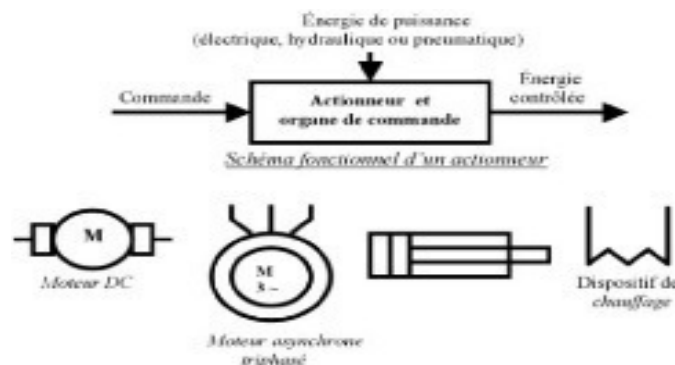 Énergie de puissance
(électrique, hydraulique ou pneumatique)
Commande
Actionneur et
organe de commande
Énergie
contrôlée
Schéma fonctionnel d'un actionneur
M
Moteur DC
M
3 ~
Moteur asynchrone
triphasé
Dispositif de
chauffage